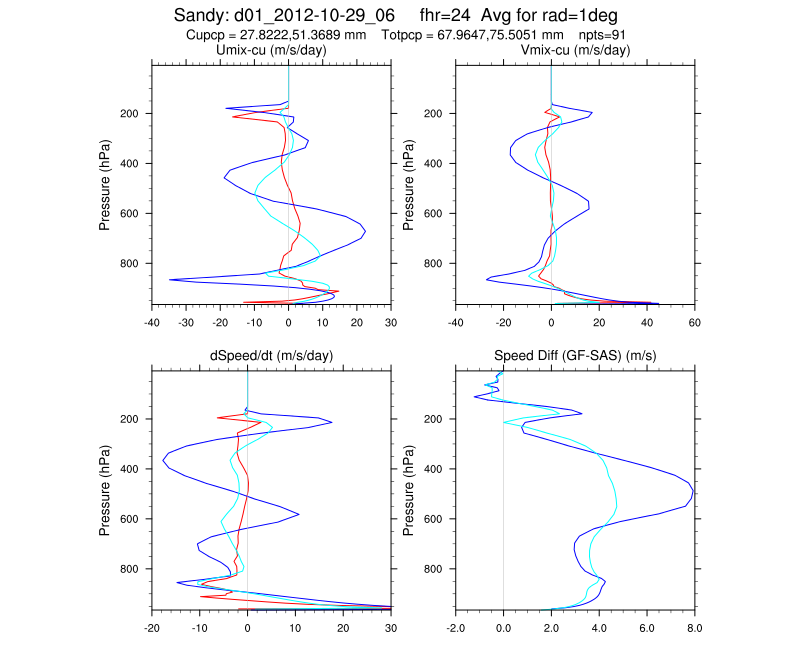 Sandy: d01_2012-10-29_06 fhr=24 Avg for rad=1deg
Cupcp = 27.8222,51.3689 mm Totpcp = 67.9647,75.5051 mm npts=91
Umix-cu (m/s/day) Vmix-cu (m/s/day)
200 200
400 400
600 600
800 800
Pressure (hPa) Pressure (hPa)
-40 -30 -20 -10 0 10 20 30 -40 -20 0 20 40 60
dSpeed/dt (m/s/day) Speed Diff (GF-SAS) (m/s)
200 200
400 400
600 600
800 800
Pressure (hPa) Pressure (hPa)
-20 -10 0 10 20 30 -2.0 0.0 2.0 4.0 6.0 8.0